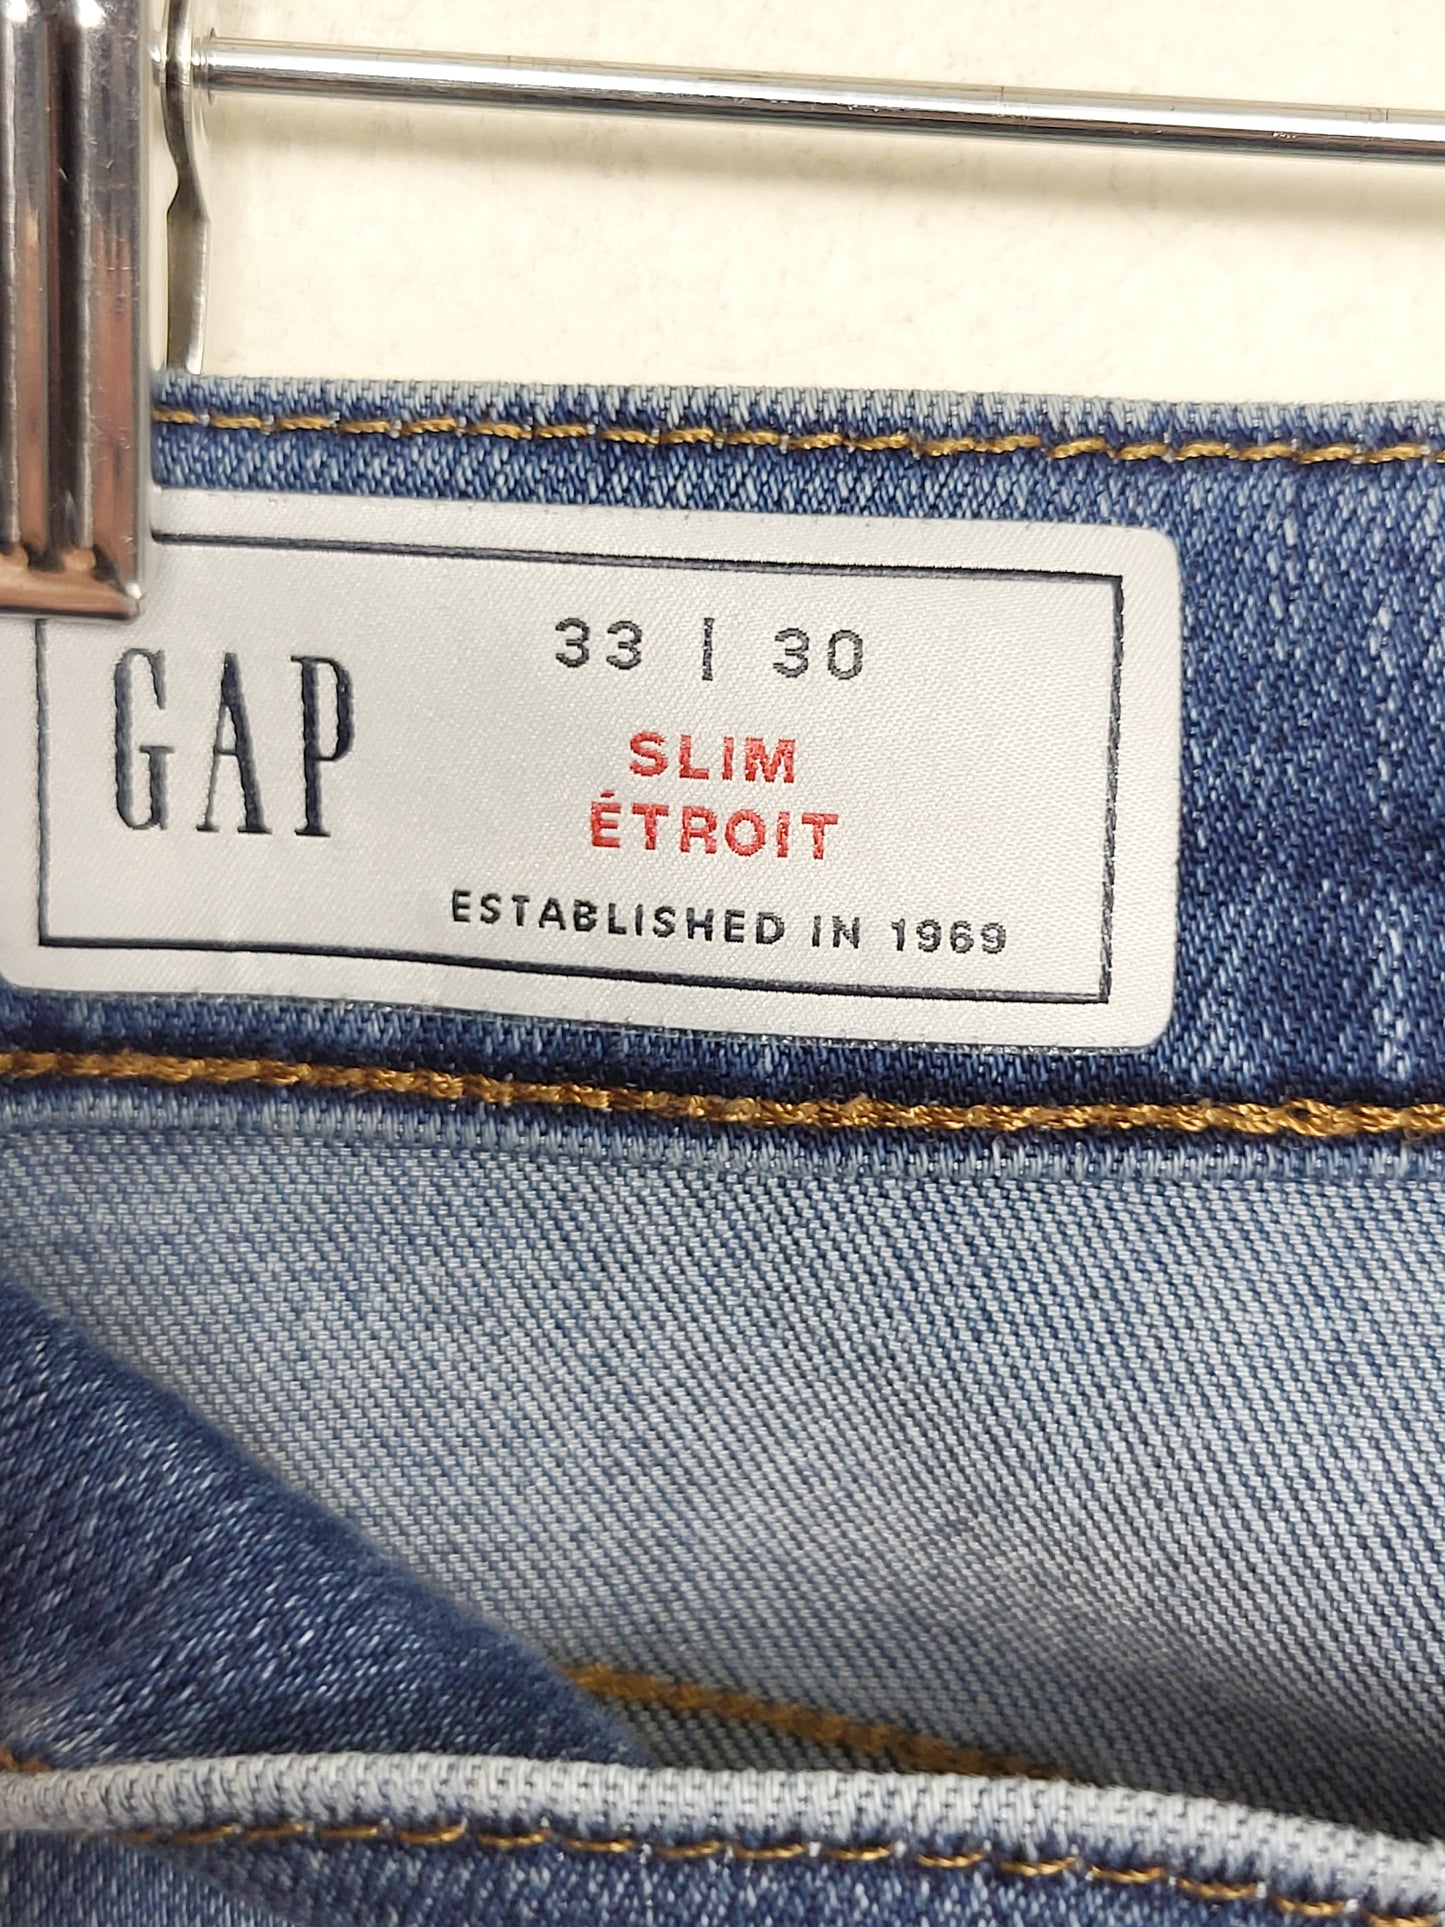 GAP
33 | 30
SLIM
ÉTROIT
ESTABLISHED IN 1969